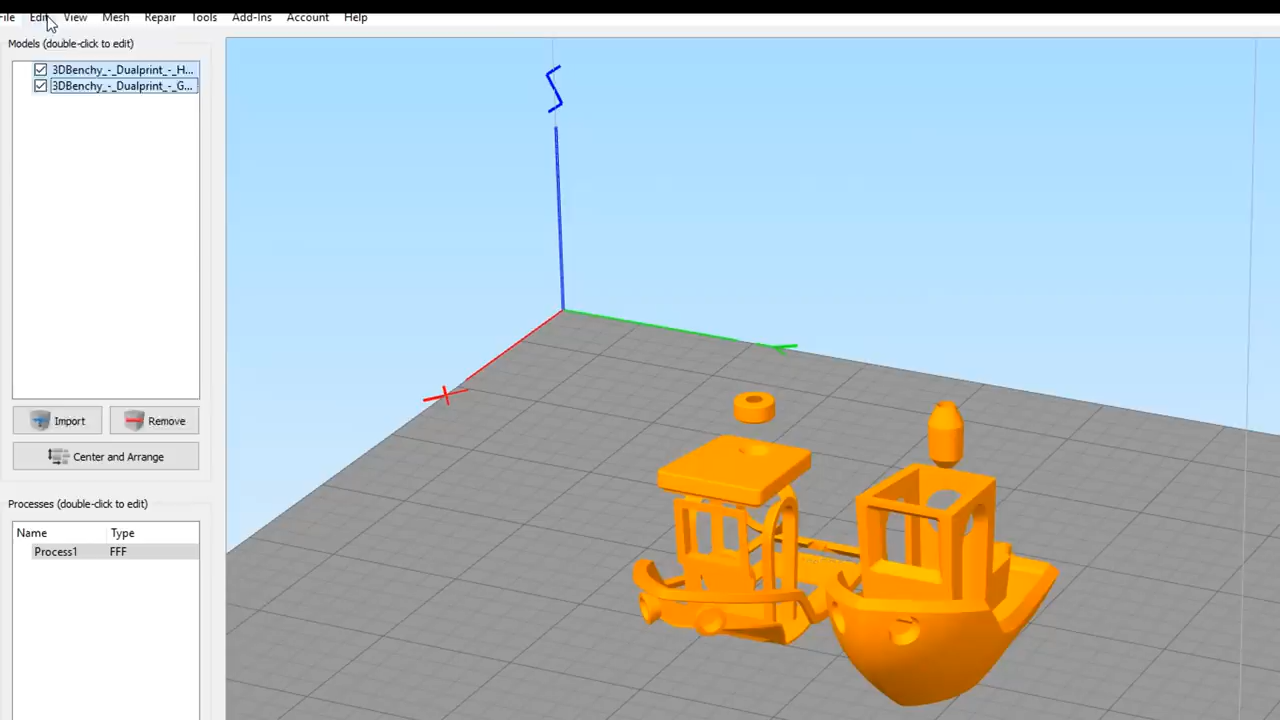 File Edit View Mesh Repair Tools Add-Ins Account Help
Models (double-click to edit)
3DBenchy_-_Dualprint_-_H...
3DBenchy_-_Dualprint_-_G...
Import Remove
Center and Arrange
Processes (double-click to edit)
Name Type
Process1 FFF